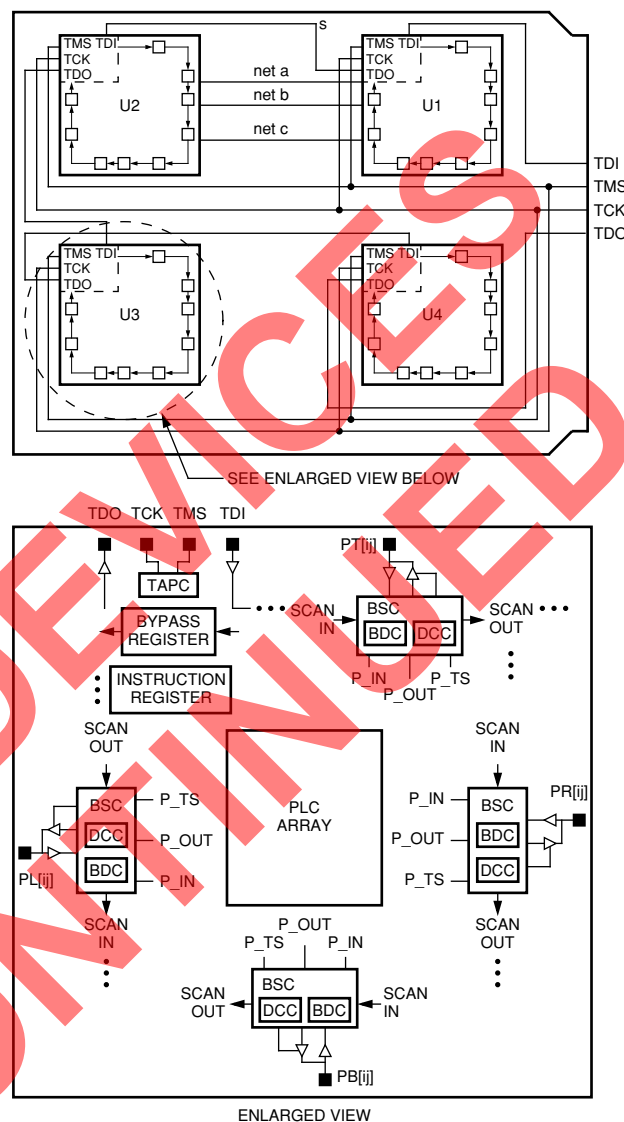 s
TMS TDI
TCK
TDO
U2
net a
net b
net c
TMS TDI
TCK
TDO
U1
TDI
TMS
TCK
TDO
TMS TDI
TCK
TDO
U3
TMS TDI
TCK
TDO
U4
SEE ENLARGED VIEW BELOW
TDO TCK TMS TDI
TAPC
BYPASS
REGISTER
INSTRUCTION
REGISTER
PT[ij]
SCAN
IN
BSC
BDC
DCC
SCAN
OUT
P_IN
P_OUT
P_TS
SCAN
OUT
BSC
DCC
BDC
P_TS
P_OUT
P_IN
PL[ij]
SCAN
IN
PLC
ARRAY
SCAN
IN
P_IN
P_OUT
P_TS
BSC
BDC
DCC
PR[ij]
SCAN
OUT
P_OUT
P_TS
P_IN
SCAN
OUT
BSC
DCC
BDC
SCAN
IN
PB[ij]
ENLARGED VIEW
DEVICES
ONTINUED